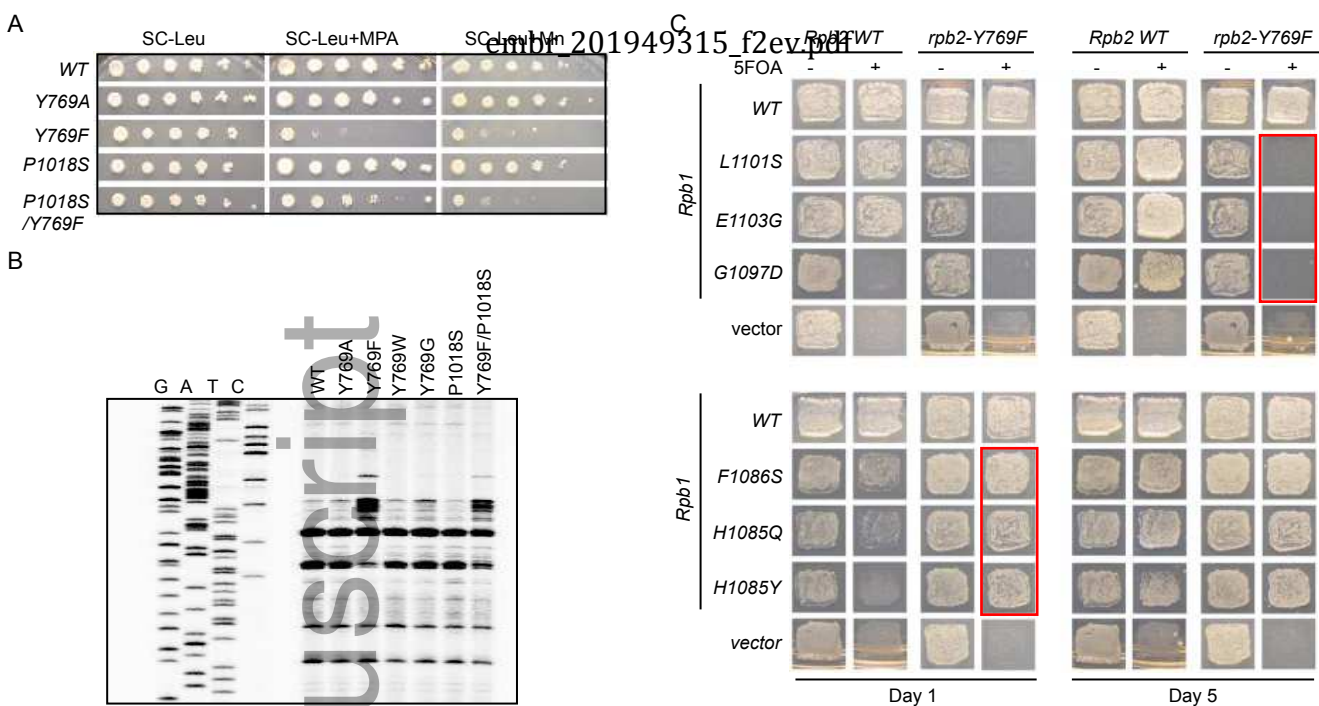 A
SC-Leu SC-Leu+MPA SC-Leu+Mn
embr_201949315_f2ev.pdf
WT
Y769A
Y769F
P1018S
P1018S
/Y769F
B
G A T C
WT
Y769A
Y769F
Y769W
Y769G
P1018S
Y769F/P1018S
uscript
C
Rpb2 WT rpb2-Y769F Rpb2 WT rpb2-Y769F
5FOA - + - + - + - +
Rpb1
WT
L1101S
E1103G
G1097D
vector
Rpb1
WT
F1086S
H1085Q
H1085Y
vector
Day 1 Day 5